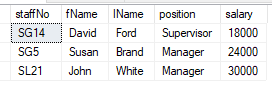 staffNo fName lName position salary
SG14 David Ford Supervisor 18000
SG5 Susan Brand Manager 24000
SL21 John White Manager 30000